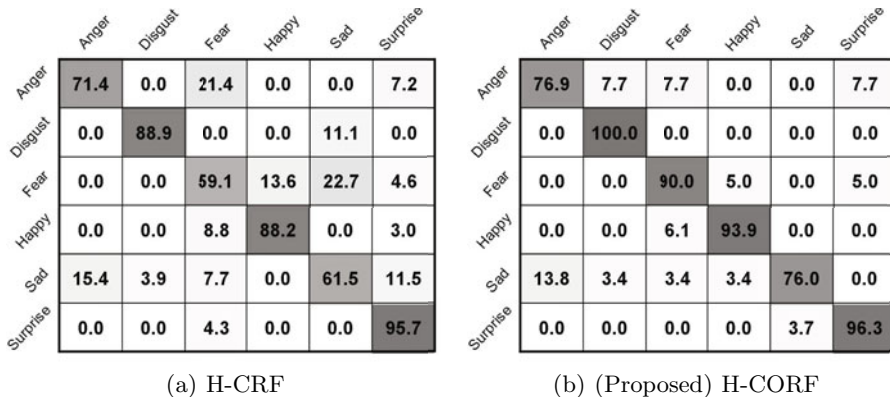 Anger Disgust Fear Happy Sad Surprise
Anger 71.4 0.0 21.4 0.0 0.0 7.2
Disgust 0.0 88.9 0.0 0.0 11.1 0.0
Fear 0.0 0.0 59.1 13.6 22.7 4.6
Happy 0.0 0.0 8.8 88.2 0.0 3.0
Sad 15.4 3.9 7.7 0.0 61.5 11.5
Surprise 0.0 0.0 4.3 0.0 0.0 95.7
(a) H-CRF
Anger Disgust Fear Happy Sad Surprise
Anger 76.9 7.7 7.7 0.0 0.0 7.7
Disgust 0.0 100.0 0.0 0.0 0.0 0.0
Fear 0.0 0.0 90.0 5.0 0.0 5.0
Happy 0.0 0.0 6.1 93.9 0.0 0.0
Sad 13.8 3.4 3.4 3.4 76.0 0.0
Surprise 0.0 0.0 0.0 0.0 3.7 96.3
(b) (Proposed) H-CORF